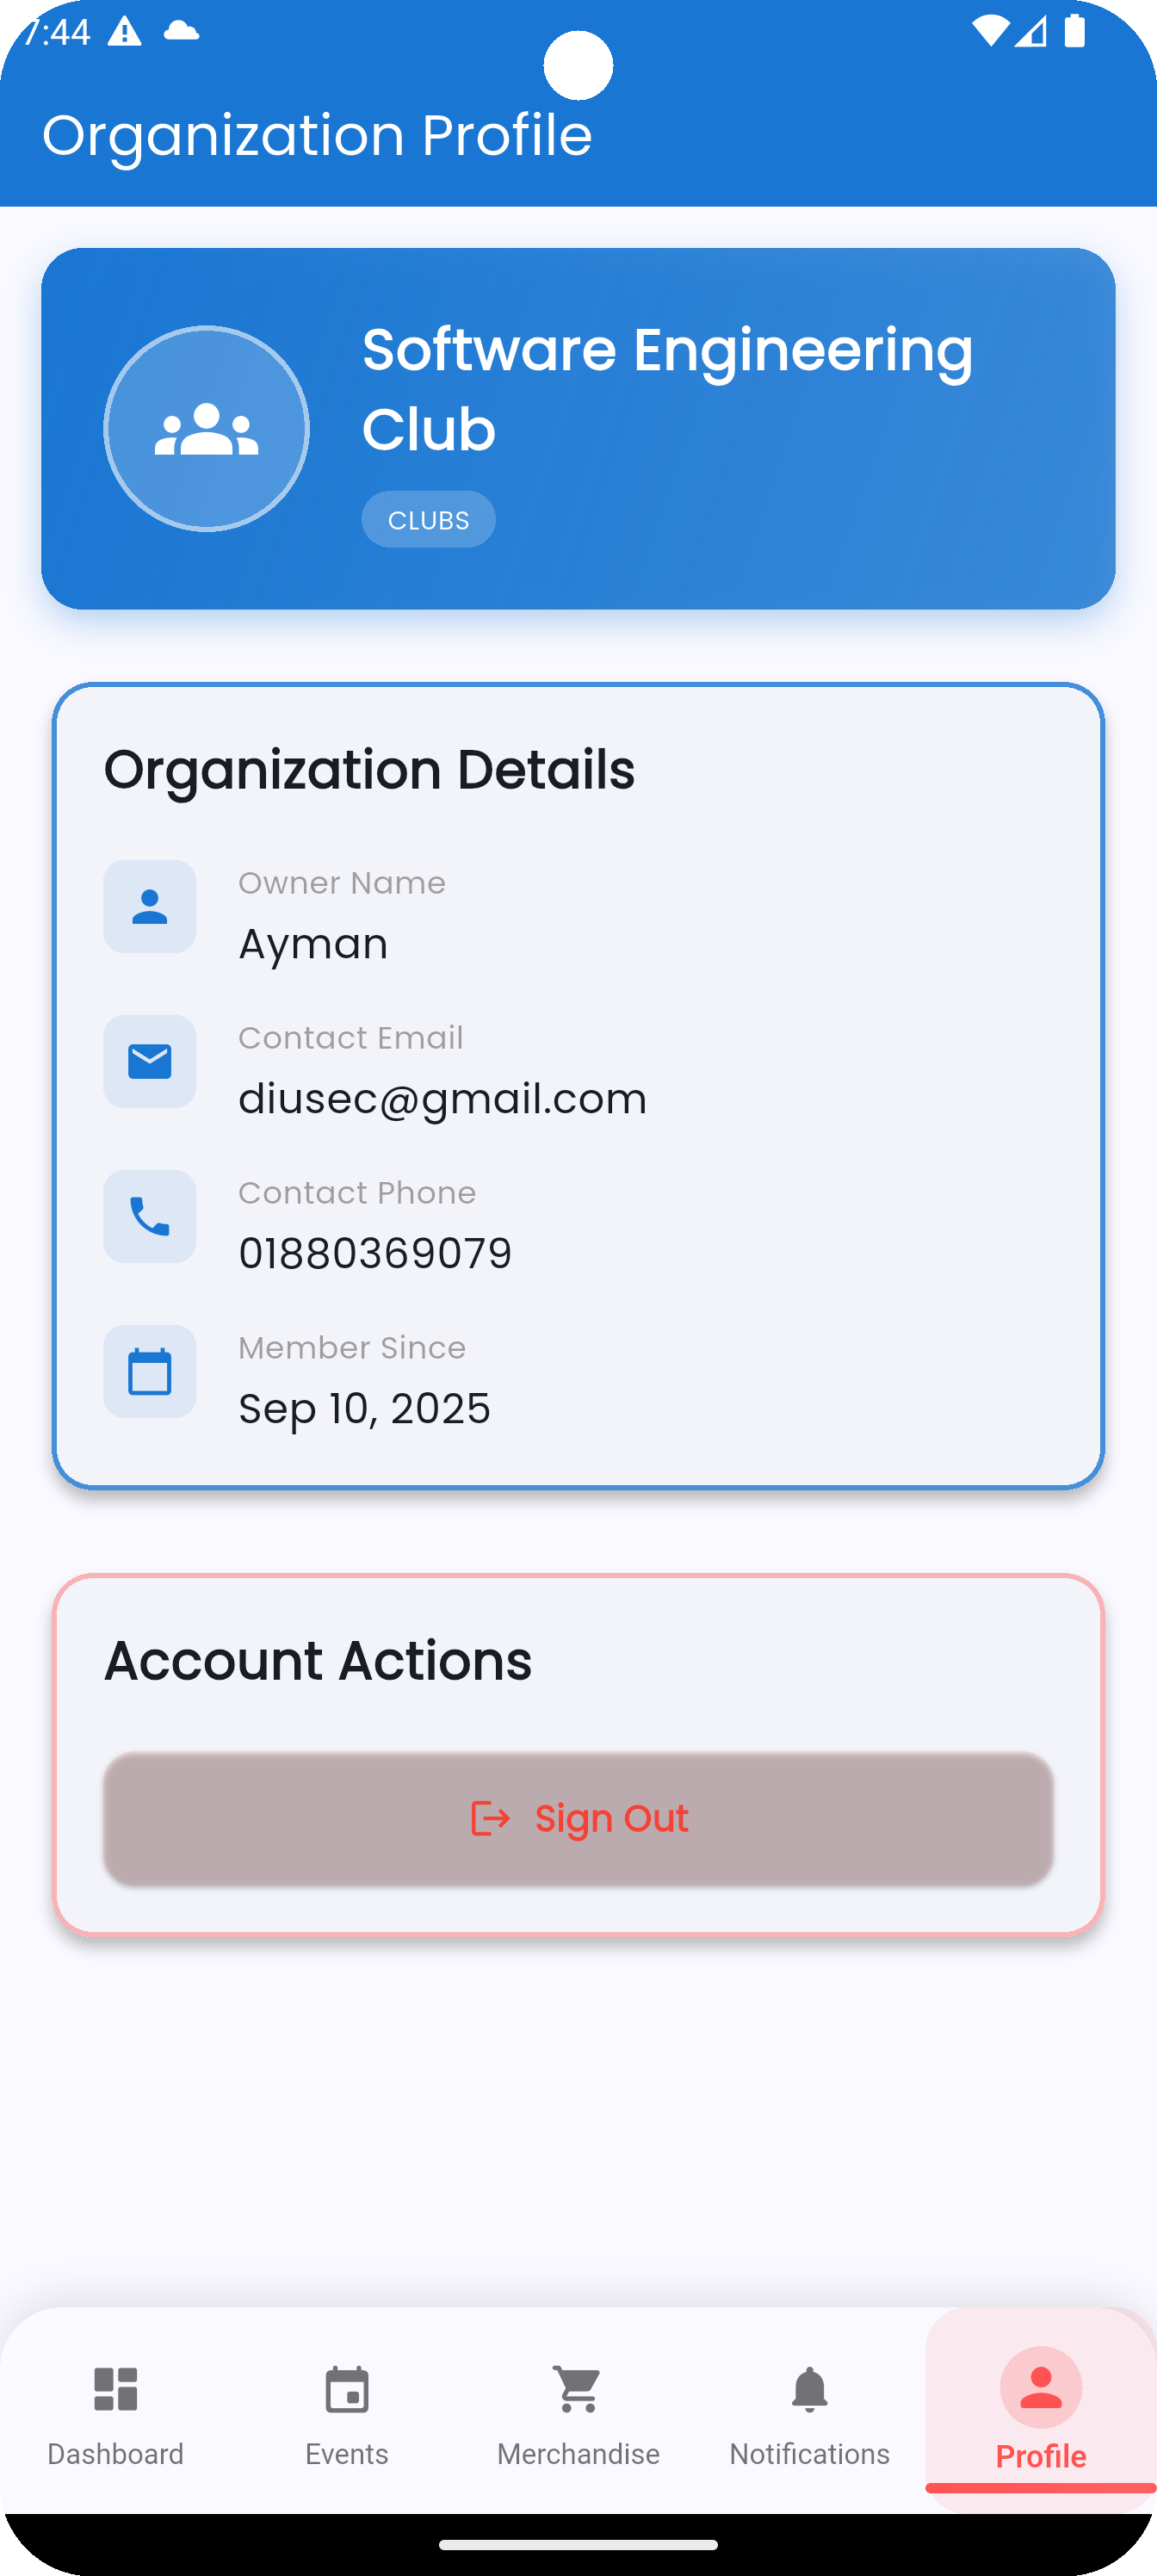 7:44
Organization Profile
Software Engineering
Club
CLUBS
Organization Details
Owner Name
Ayman
Contact Email
diusec@gmail.com
Contact Phone
01880369079
Member Since
Sep 10, 2025
Account Actions
Sign Out
Dashboard
Events
Merchandise
Notifications
Profile